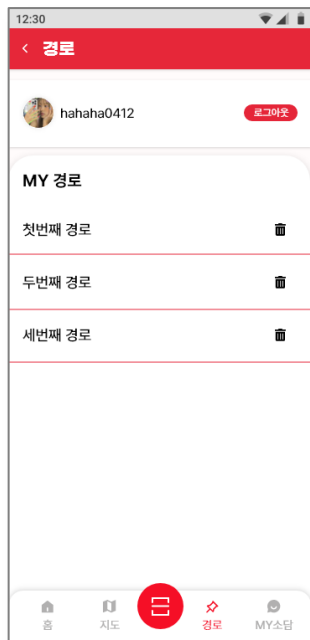 12:30
경로
hahaha0412
로그아웃
MY 경로
첫번째 경로
두번째 경로
세번째 경로
홈
지도
경로
MY소담